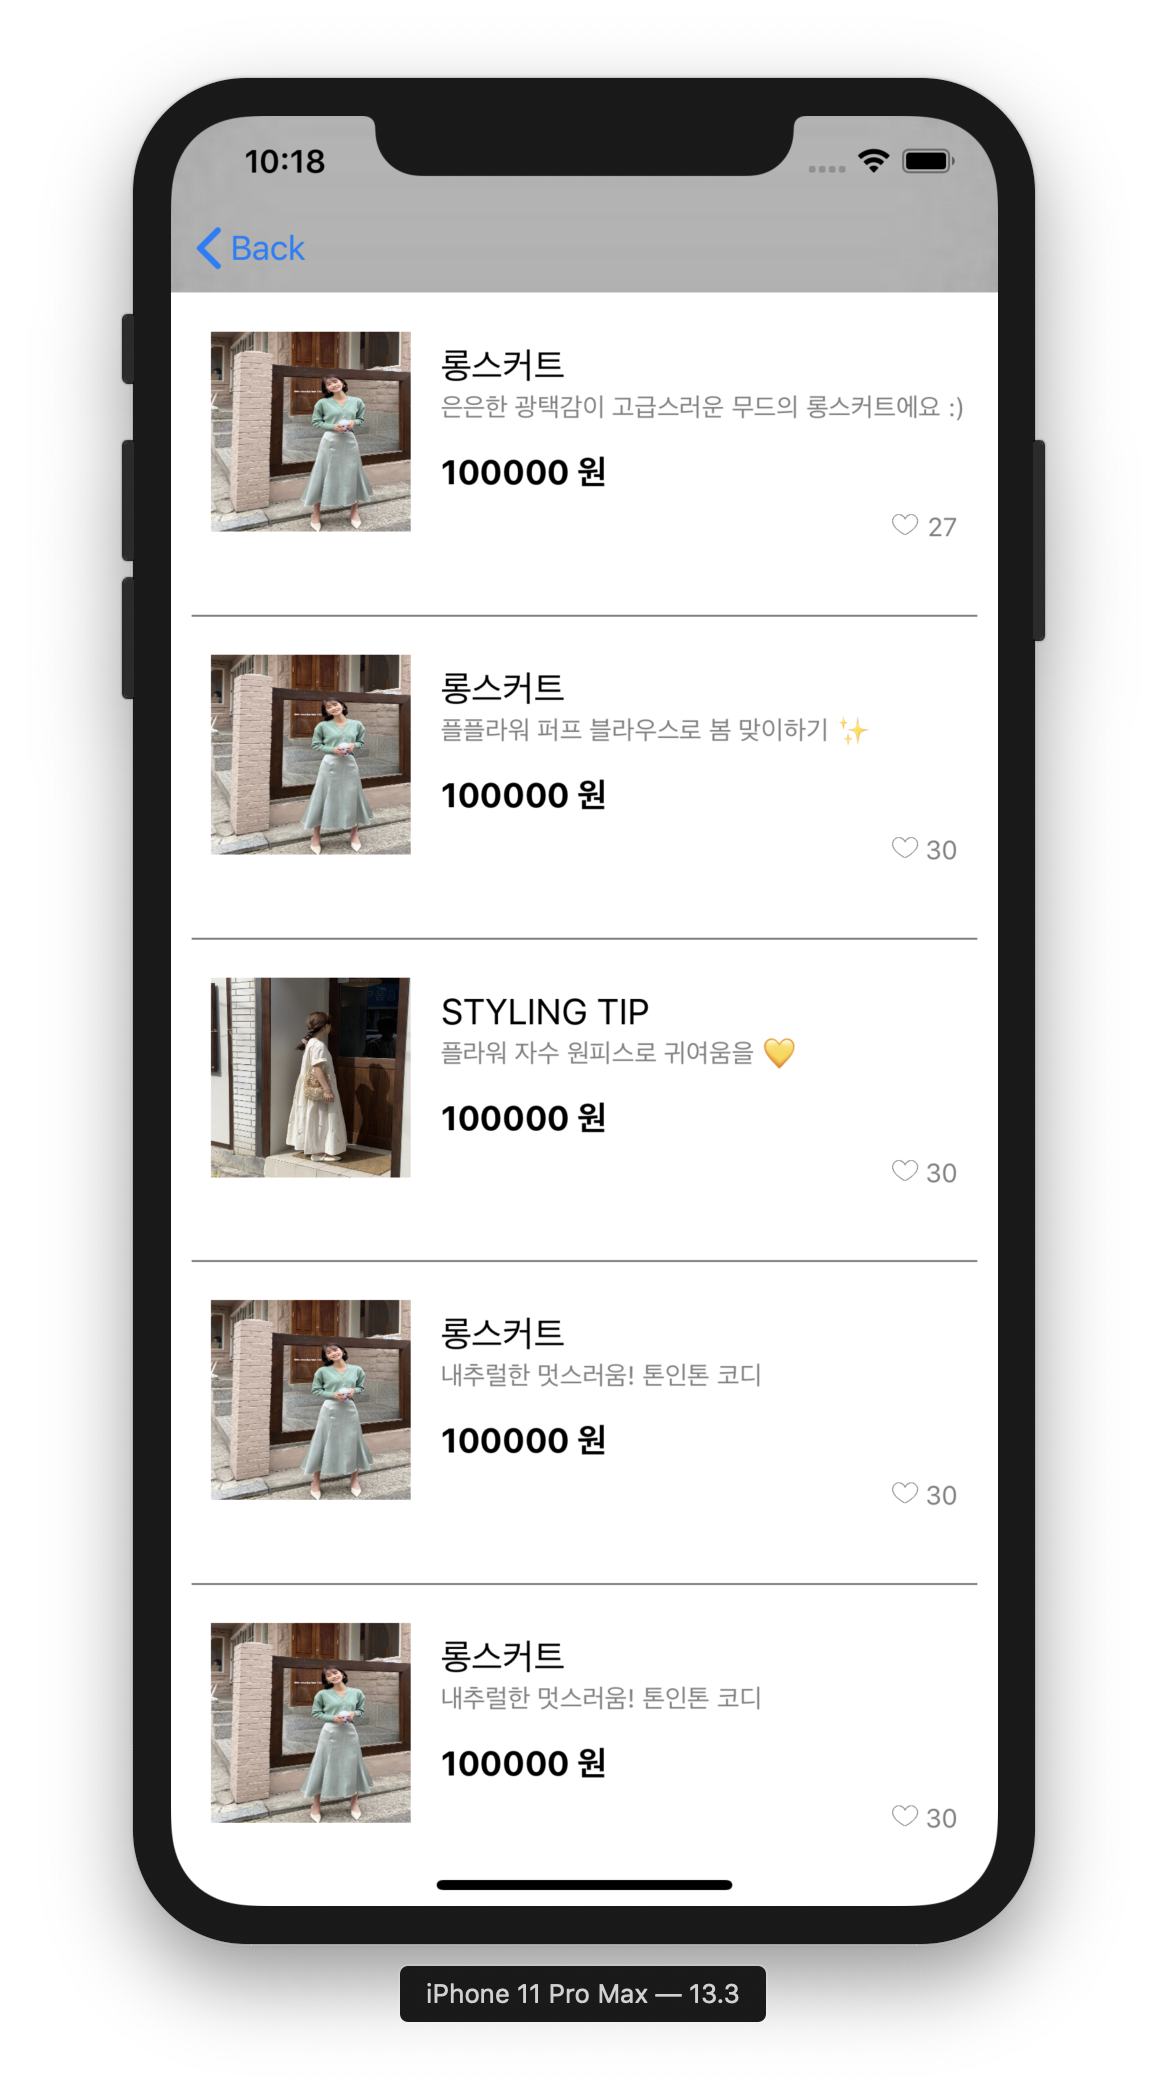 10:18
Back
롱스커트
은은한 광택감이 고급스러운 무드의 롱스커트에요 :)
100000 원
27
롱스커트
플플라워 퍼프 블라우스로 봄 맞이하기 ✨
100000 원
30
STYLING TIP
플라워 자수 원피스로 귀여움을 💛
100000 원
30
롱스커트
내추럴한 멋스러움! 톤인톤 코디
100000 원
30
롱스커트
내추럴한 멋스러움! 톤인톤 코디
100000 원
30
iPhone 11 Pro Max — 13.3